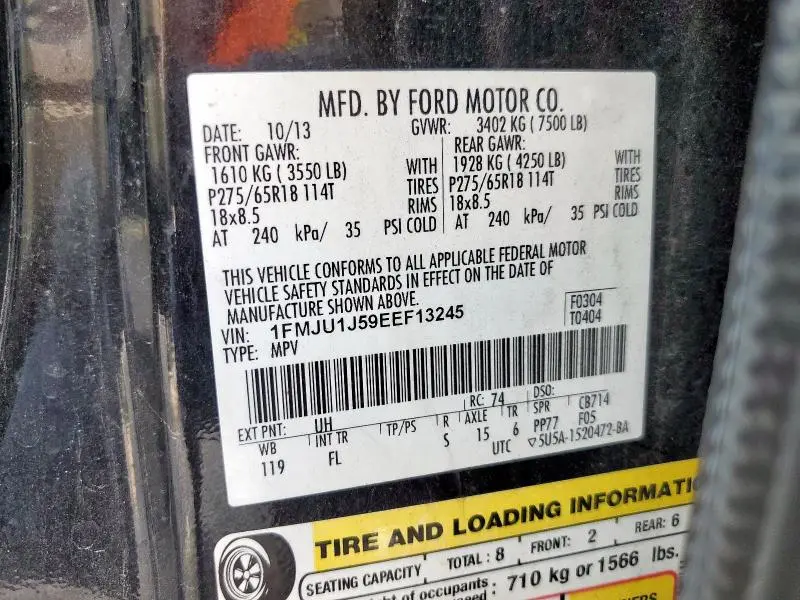 MFD. BY FORD MOTOR CO.
DATE: 10/13 GVWR: 3402 KG ( 7500 LB)
FRONT GAWR: REAR GAWR:
1610 KG ( 3550 LB) WITH 1928 KG ( 4250 LB) WITH
P275/65R18 114T TIRES P275/65R18 114T TIRES
18x8.5 RIMS 18x8.5 RIMS
AT 240 kPa/ 35 PSI COLD AT 240 kPa/ 35 PSI COLD
THIS VEHICLE CONFORMS TO ALL APPLICABLE FEDERAL MOTOR
VEHICLE SAFETY STANDARDS IN EFFECT ON THE DATE OF
MANUFACTURE SHOWN ABOVE.
VIN: 1FMJU1J59EEF13245 F0304
TYPE: MPV T0404
EXT PNT: UH RC: 74 DSO:
WB INT TR TP/PS R AXLE TR SPR CB714
119 FL S 15 6 PP77 F05
UTC ▽5U5A-1520472-BA
TIRE AND LOADING
SEATING CAPACITY TOTAL : 8 FRONT: 2 REAR: 6
of occupants : 710 kg or 1566 lbs.